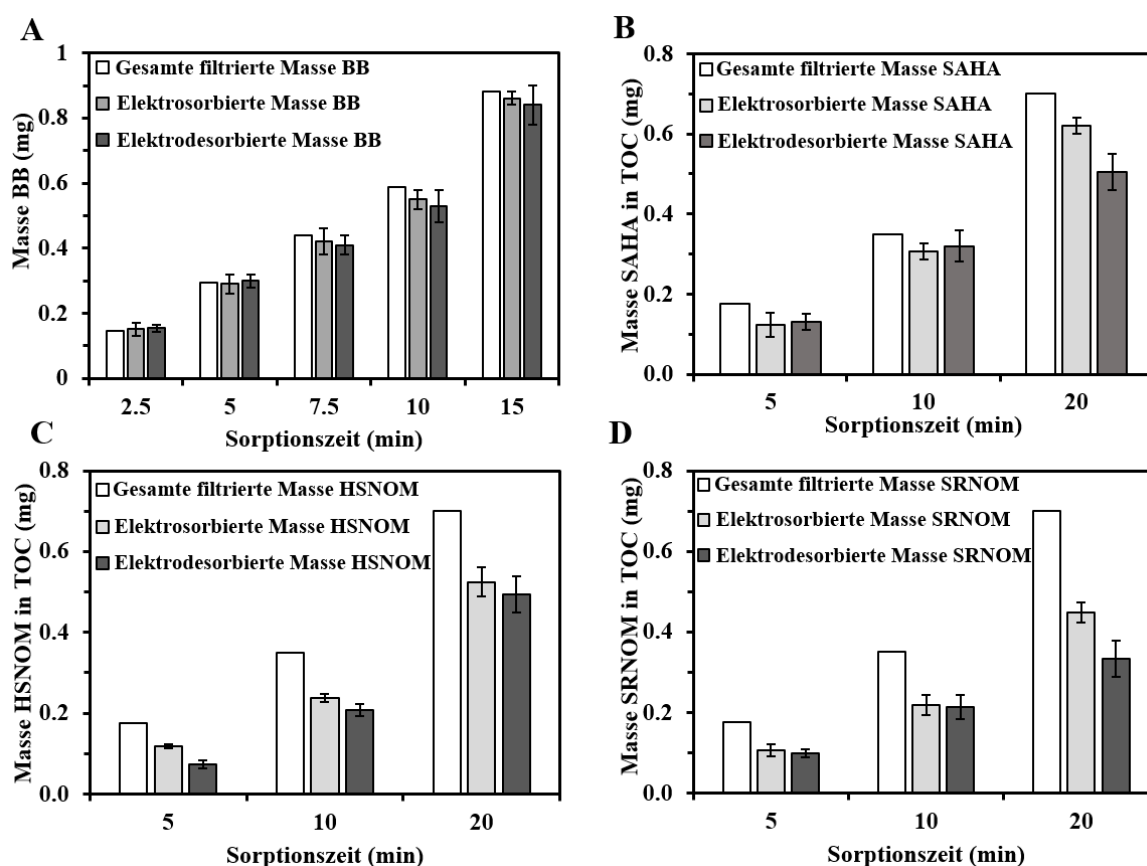 A
Masse BB (mg)
1
0.8
0.6
0.4
0.2
0
Gesamte filtrierte Masse BB
Elektrosorbierte Masse BB
Elektrodesorbierte Masse BB
2.5 5 7.5 10 15
Sorptionszeit (min)
B
Masse SAHA in TOC (mg)
0.8
0.6
0.4
0.2
0.0
Gesamte filtrierte Masse SAHA
Elektrosorbierte Masse SAHA
Elektrodesorbierte Masse SAHA
5 10 20
Sorptionszeit (min)
C
Masse HSNOM in TOC (mg)
0.8
0.6
0.4
0.2
0.0
Gesamte filtrierte Masse HSNOM
Elektrosorbierte Masse HSNOM
Elektrodesorbierte Masse HSNOM
5 10 20
Sorptionszeit (min)
D
Masse SRNOM in TOC (mg)
0.8
0.6
0.4
0.2
0.0
Gesamte filtrierte Masse SRNOM
Elektrosorbierte Masse SRNOM
Elektrodesorbierte Masse SRNOM
5 10 20
Sorptionszeit (min)